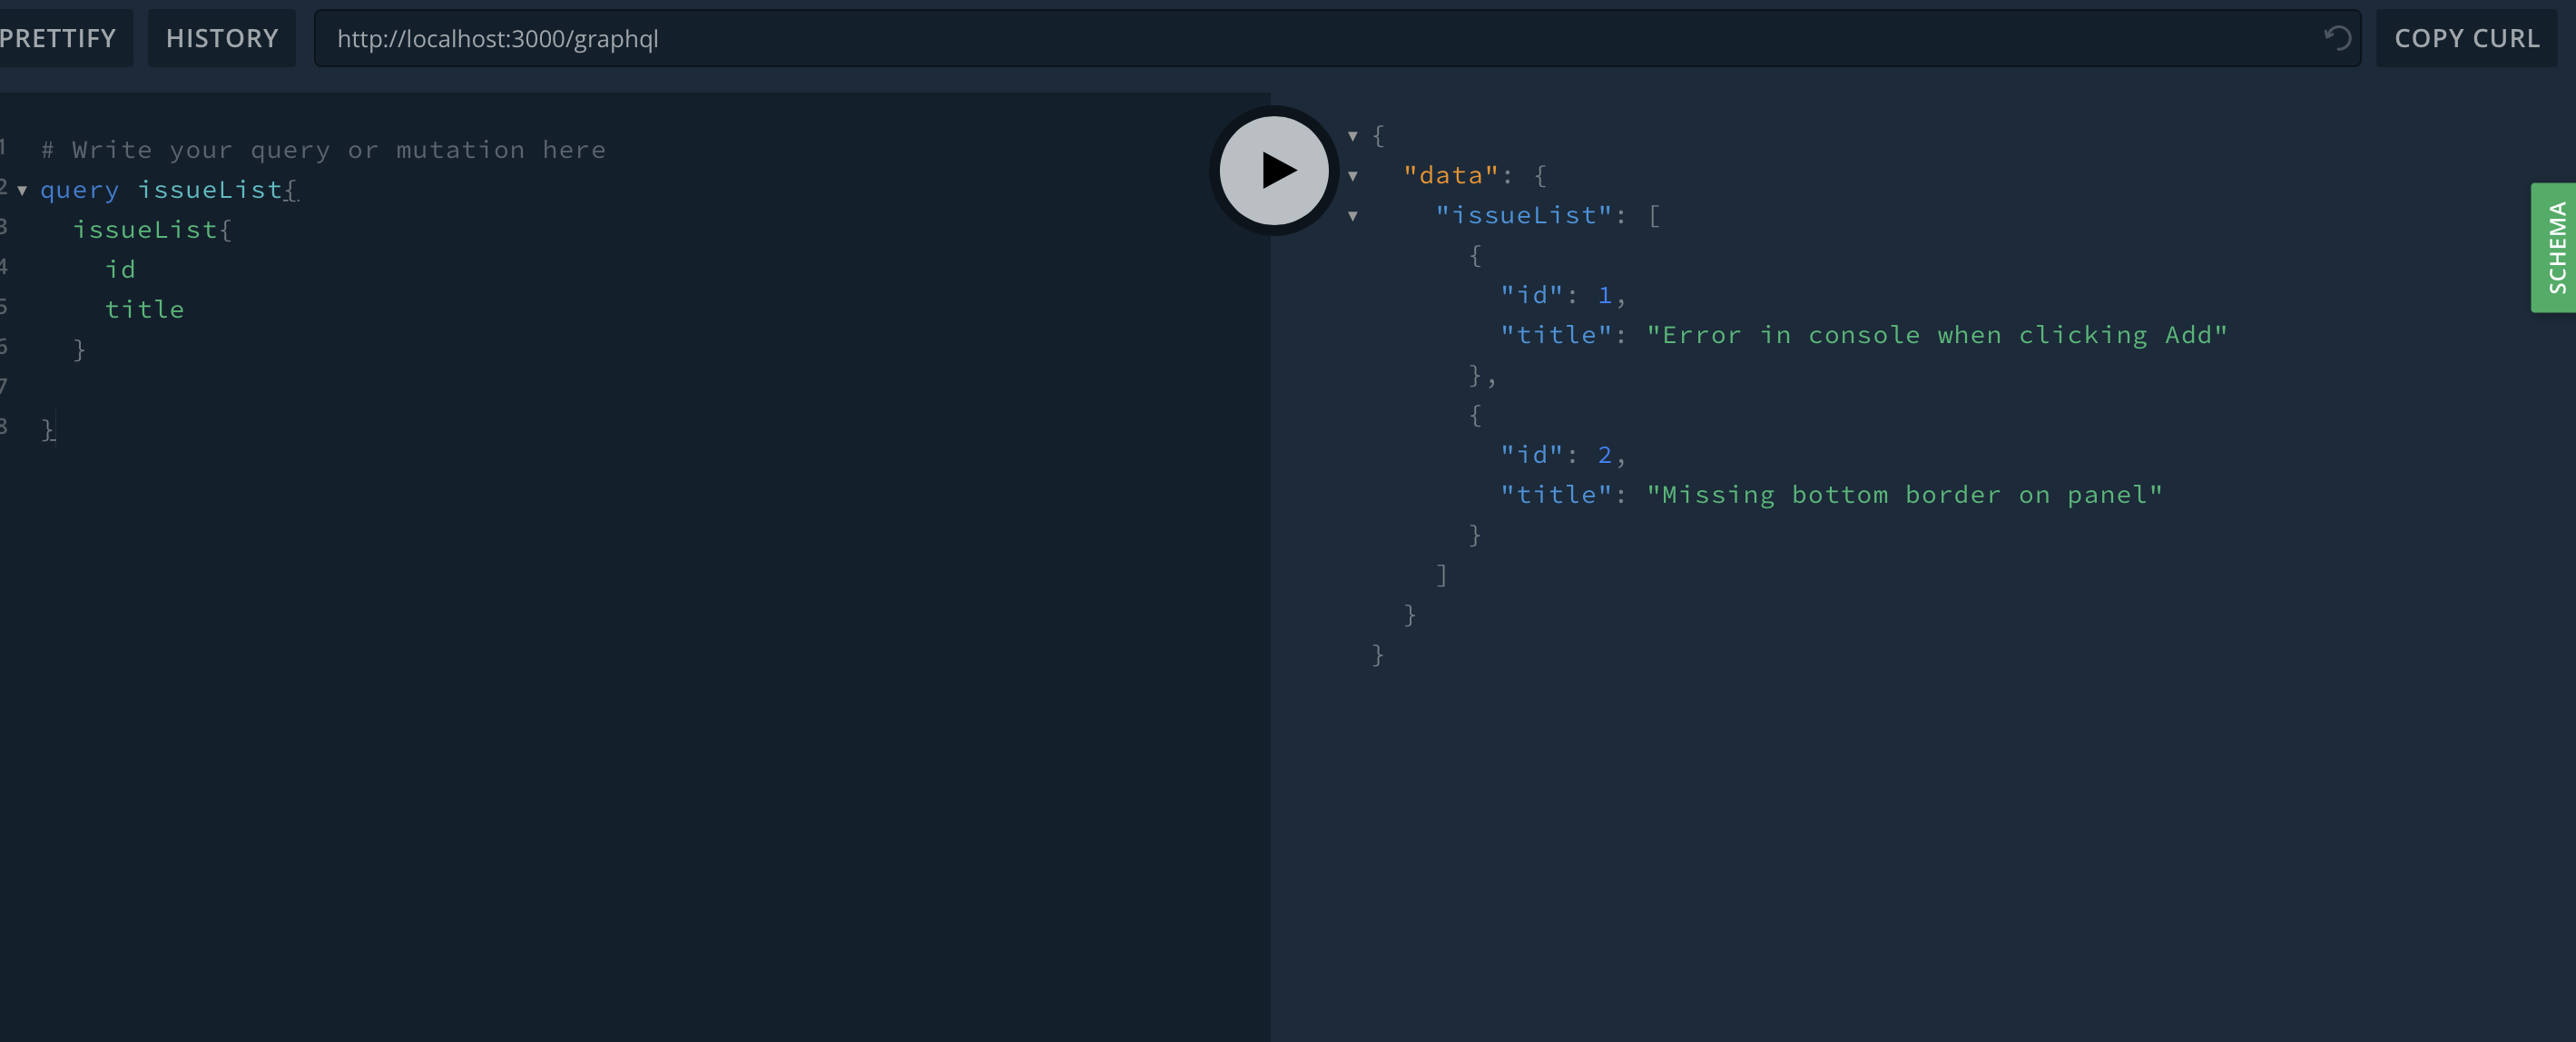 PRETTIFY HISTORY http://localhost:3000/graphql COPY CURL
1 # Write your query or mutation here
2 query issueList{
3 issueList{
4 id
5 title
6 }
7
8 }
{
"data": {
"issueList": [
{
"id": 1,
"title": "Error in console when clicking Add"
},
{
"id": 2,
"title": "Missing bottom border on panel"
}
]
}
}
SCHEMA